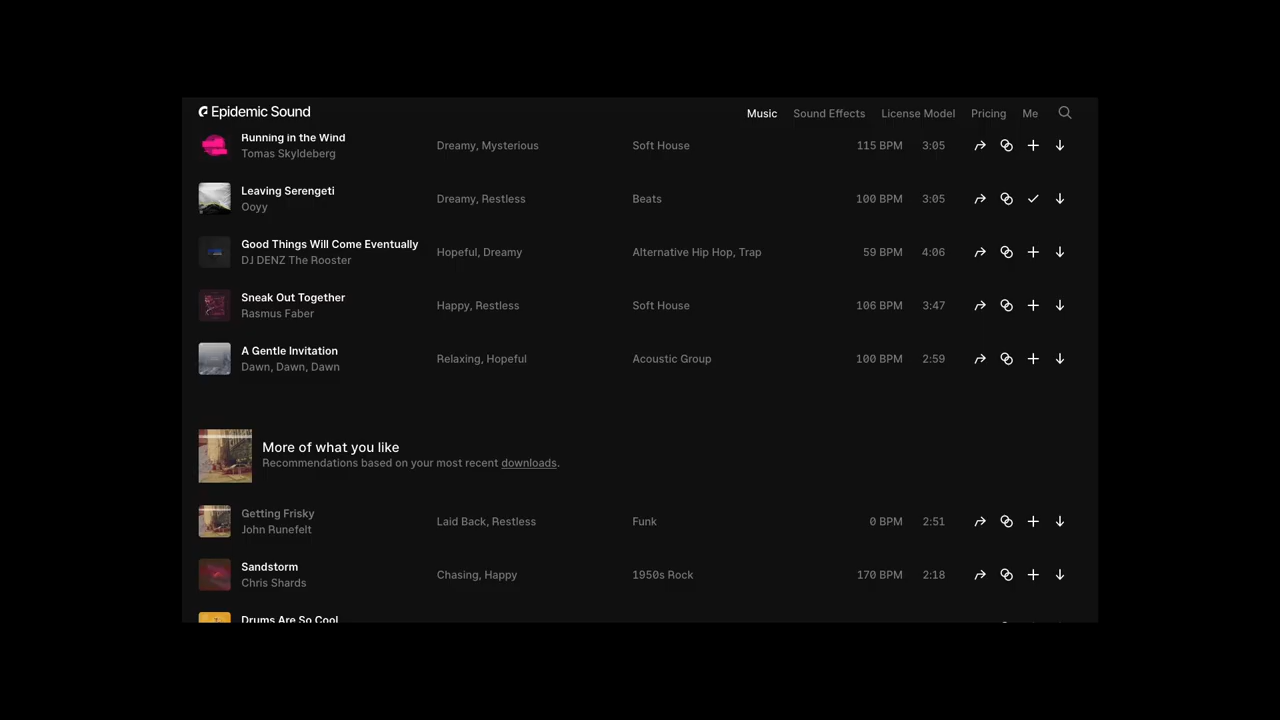 Epidemic Sound
Music Sound Effects License Model Pricing Me
Running in the Wind
Tomas Skyldeberg
Dreamy, Mysterious
Soft House
115 BPM
3:05
Leaving Serengeti
Ooyy
Dreamy, Restless
Beats
100 BPM
3:05
Good Things Will Come Eventually
DJ DENZ The Rooster
Hopeful, Dreamy
Alternative Hip Hop, Trap
59 BPM
4:06
Sneak Out Together
Rasmus Faber
Happy, Restless
Soft House
106 BPM
3:47
A Gentle Invitation
Dawn, Dawn, Dawn
Relaxing, Hopeful
Acoustic Group
100 BPM
2:59
More of what you like
Recommendations based on your most recent downloads.
Getting Frisky
John Runefelt
Laid Back, Restless
Funk
0 BPM
2:51
Sandstorm
Chris Shards
Chasing, Happy
1950s Rock
170 BPM
2:18
Drums Are So Cool